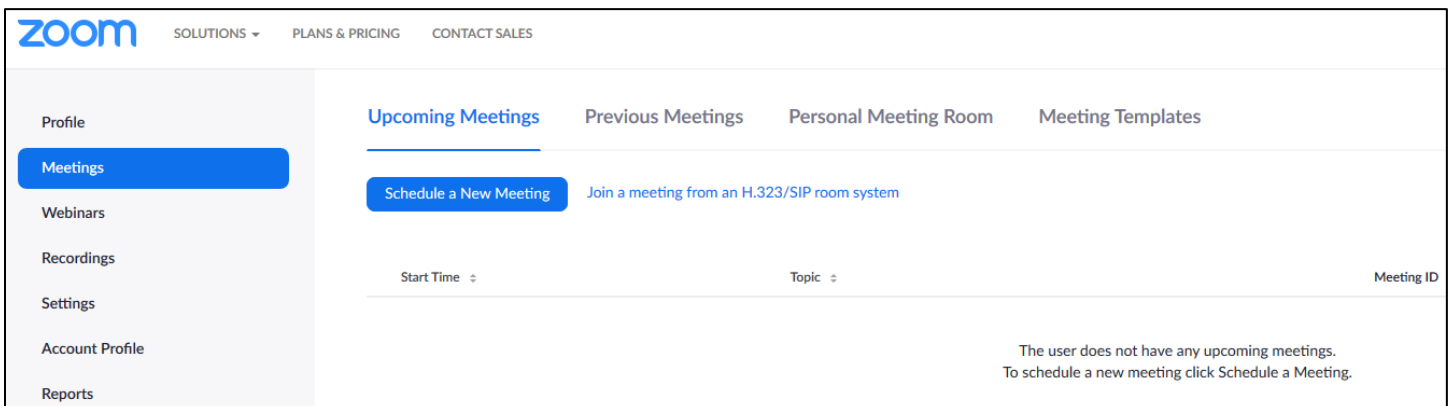 zoom SOLUTIONS PLANS & PRICING CONTACT SALES
Profile
Meetings
Webinars
Recordings
Settings
Account Profile
Reports
Upcoming Meetings Previous Meetings Personal Meeting Room Meeting Templates
Schedule a New Meeting Join a meeting from an H.323/SIP room system
Start Time Topic Meeting ID
The user does not have any upcoming meetings.
To schedule a new meeting click Schedule a Meeting.